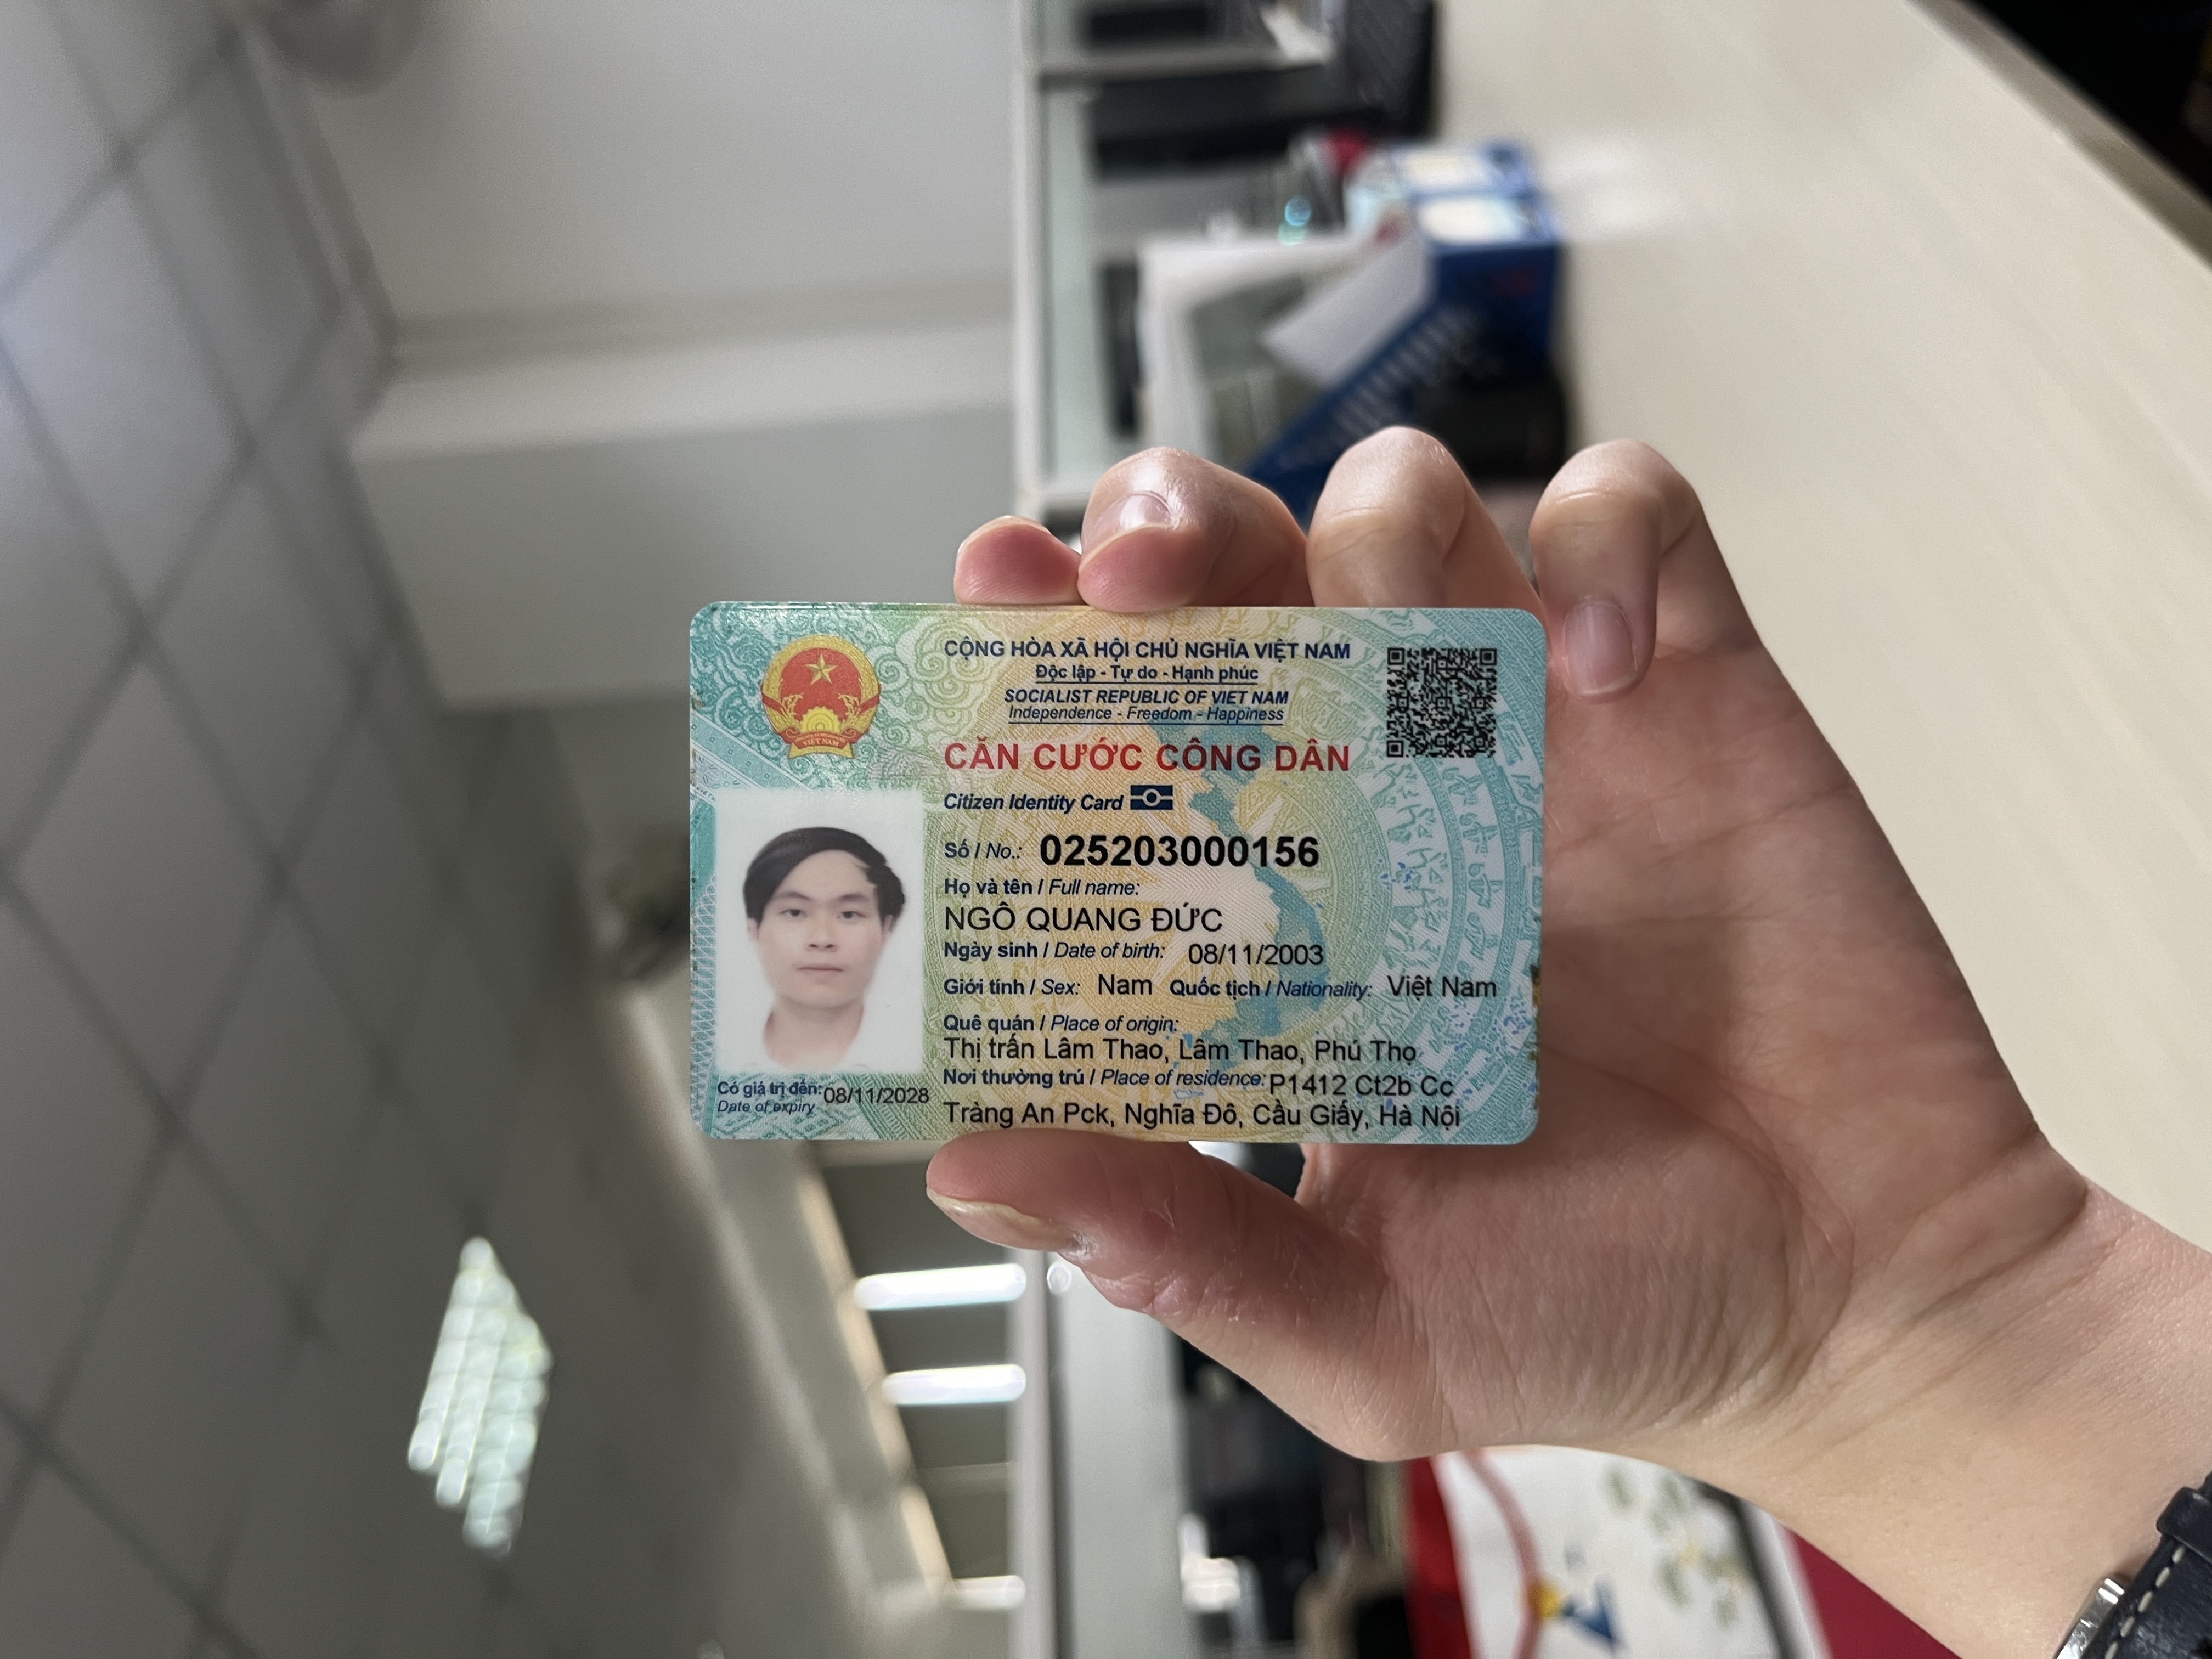 CỘNG HÒA XÃ HỘI CHỦ NGHĨA VIỆT NAM
Độc lập - Tự do - Hạnh phúc
SOCIALIST REPUBLIC OF VIET NAM
Independence - Freedom - Happiness
CĂN CƯỚC CÔNG DÂN
Citizen Identity Card
Số / No.: 025203000156
Họ và tên / Full name:
NGÔ QUANG ĐỨC
Ngày sinh / Date of birth: 08/11/2003
Giới tính / Sex: Nam Quốc tịch / Nationality: Việt Nam
Quê quán / Place of origin:
Thị trấn Lâm Thao, Lâm Thao, Phú Thọ
Nơi thường trú / Place of residence: P1412 Ct2b Cc
Tràng An Pck, Nghĩa Đô, Cầu Giấy, Hà Nội
Có giá trị đến: 08/11/2028
Date of expiry
VIỆT NAM